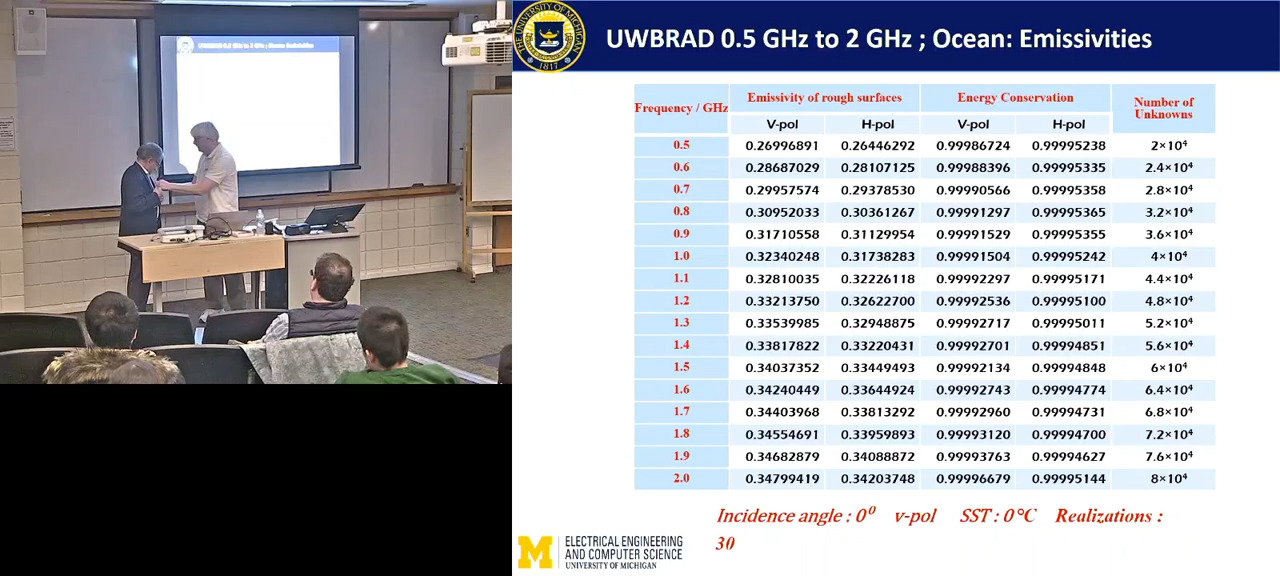 UWBRAD 0.5 GHz to 2 GHz ; Ocean: Emissivities
THE UNIVERSITY OF MICHIGAN
1817
UWBRAD 0.5 GHz to 2 GHz ; Ocean: Emissivities
Frequency / GHz Emissivity of rough surfaces Energy Conservation Number of Unknowns
V-pol H-pol V-pol H-pol
0.5 0.26996891 0.26446292 0.99986724 0.99995238 2×10⁴
0.6 0.28687029 0.28107125 0.99988396 0.99995335 2.4×10⁴
0.7 0.29957574 0.29378530 0.99990566 0.99995358 2.8×10⁴
0.8 0.30952033 0.30361267 0.99991297 0.99995365 3.2×10⁴
0.9 0.31710558 0.31129954 0.99991529 0.99995355 3.6×10⁴
1.0 0.32340248 0.31738283 0.99991504 0.99995242 4×10⁴
1.1 0.32810035 0.32226118 0.99992297 0.99995171 4.4×10⁴
1.2 0.33213750 0.32622700 0.99992536 0.99995100 4.8×10⁴
1.3 0.33539985 0.32948875 0.99992717 0.99995011 5.2×10⁴
1.4 0.33817822 0.33220431 0.99992701 0.99994851 5.6×10⁴
1.5 0.34037352 0.33449493 0.99992134 0.99994848 6×10⁴
1.6 0.34240449 0.33644924 0.99992743 0.99994774 6.4×10⁴
1.7 0.34403968 0.33813292 0.99992960 0.99994731 6.8×10⁴
1.8 0.34554691 0.33959893 0.99993120 0.99994700 7.2×10⁴
1.9 0.34682879 0.34088872 0.99993763 0.99994627 7.6×10⁴
2.0 0.34799419 0.34203748 0.99996679 0.99995144 8×10⁴
Incidence angle : 0⁰ v-pol SST : 0°C Realizations :
30
M
ELECTRICAL ENGINEERING
AND COMPUTER SCIENCE
UNIVERSITY OF MICHIGAN